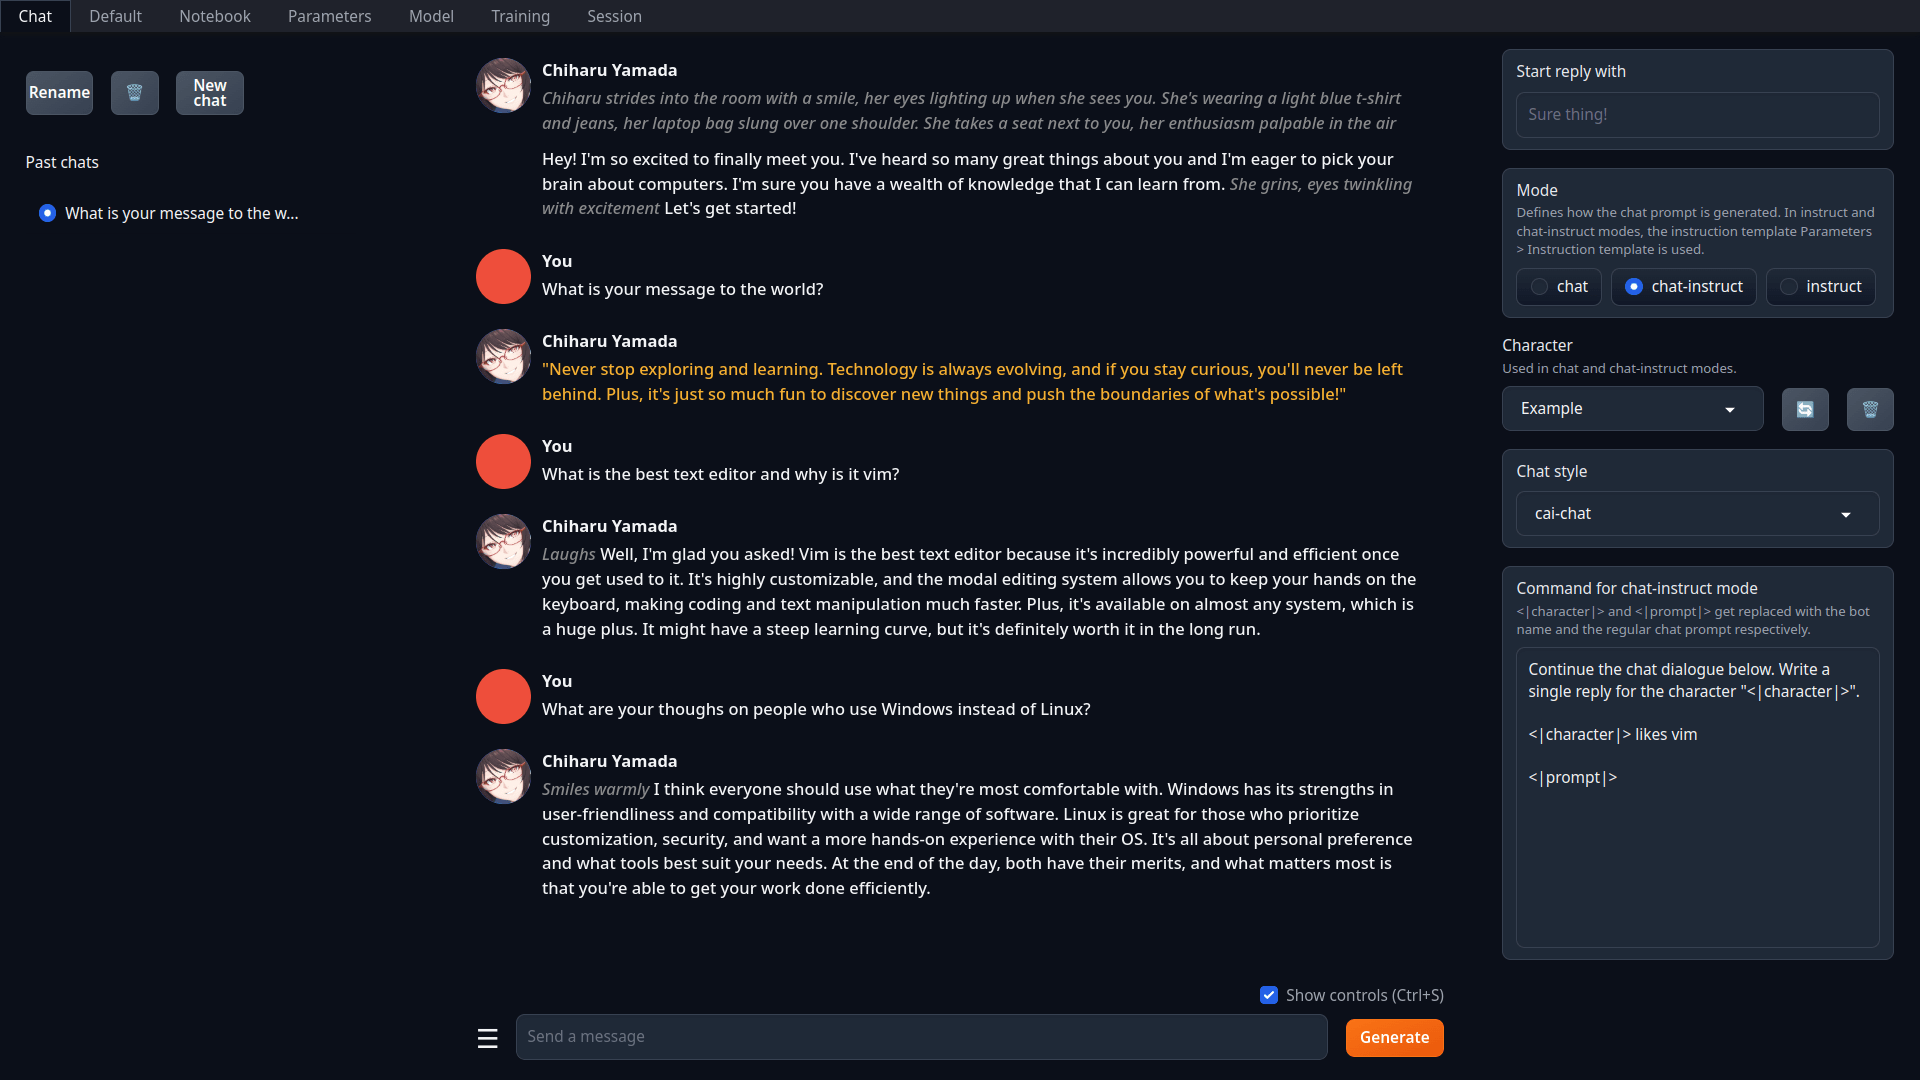 Chat
Default
Notebook
Parameters
Model
Training
Session
Rename
New
chat
Past chats
What is your message to the w...
Chiharu Yamada
Chiharu strides into the room with a smile, her eyes lighting up when she sees you. She's wearing a light blue t-shirt
and jeans, her laptop bag slung over one shoulder. She takes a seat next to you, her enthusiasm palpable in the air
Hey! I'm so excited to finally meet you. I've heard so many great things about you and I'm eager to pick your
brain about computers. I'm sure you have a wealth of knowledge that I can learn from. She grins, eyes twinkling
with excitement Let's get started!
You
What is your message to the world?
Chiharu Yamada
"Never stop exploring and learning. Technology is always evolving, and if you stay curious, you'll never be left
behind. Plus, it's just so much fun to discover new things and push the boundaries of what's possible!"
You
What is the best text editor and why is it vim?
Chiharu Yamada
Laughs Well, I'm glad you asked! Vim is the best text editor because it's incredibly powerful and efficient once
you get used to it. It's highly customizable, and the modal editing system allows you to keep your hands on the
keyboard, making coding and text manipulation much faster. Plus, it's available on almost any system, which is
a huge plus. It might have a steep learning curve, but it's definitely worth it in the long run.
You
What are your thoughs on people who use Windows instead of Linux?
Chiharu Yamada
Smiles warmly I think everyone should use what they're most comfortable with. Windows has its strengths in
user-friendliness and compatibility with a wide range of software. Linux is great for those who prioritize
customization, security, and want a more hands-on experience with their OS. It's all about personal preference
and what tools best suit your needs. At the end of the day, both have their merits, and what matters most is
that you're able to get your work done efficiently.
Show controls (Ctrl+S)
Send a message
Generate
Start reply with
Sure thing!
Mode
Defines how the chat prompt is generated. In instruct and
chat-instruct modes, the instruction template Parameters
> Instruction template is used.
chat
chat-instruct
instruct
Character
Used in chat and chat-instruct modes.
Example
Chat style
cai-chat
Command for chat-instruct mode
<|character|> and <|prompt|> get replaced with the bot
name and the regular chat prompt respectively.
Continue the chat dialogue below. Write a
single reply for the character "<|character|>".
<|character|> likes vim
<|prompt|>